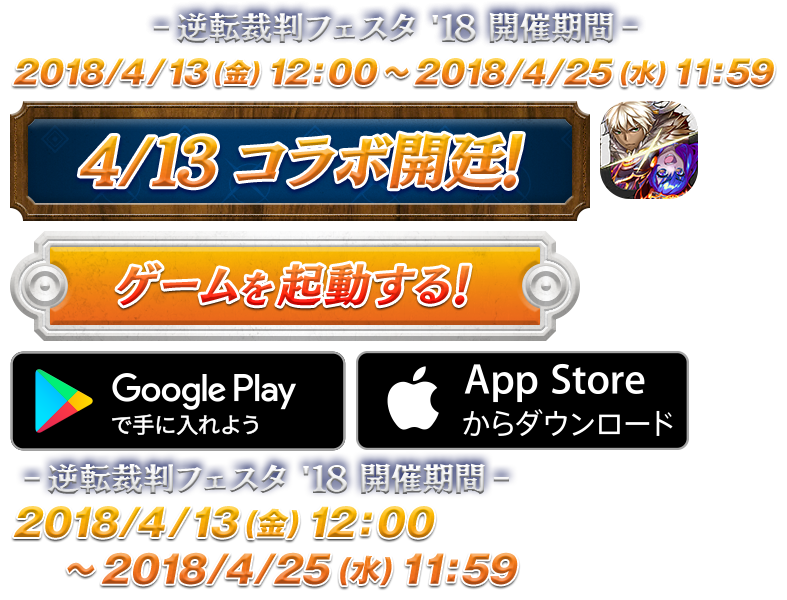 －逆転裁判フェスタ '18 開催期間－
2018/4/13(金) 12:00～2018/4/25(水) 11:59
4/13 コラボ開廷!
ゲームを起動する!
Google Play
で手に入れよう
App Store
からダウンロード
－逆転裁判フェスタ '18 開催期間－
2018/4/13(金) 12:00
～2018/4/25(水) 11:59